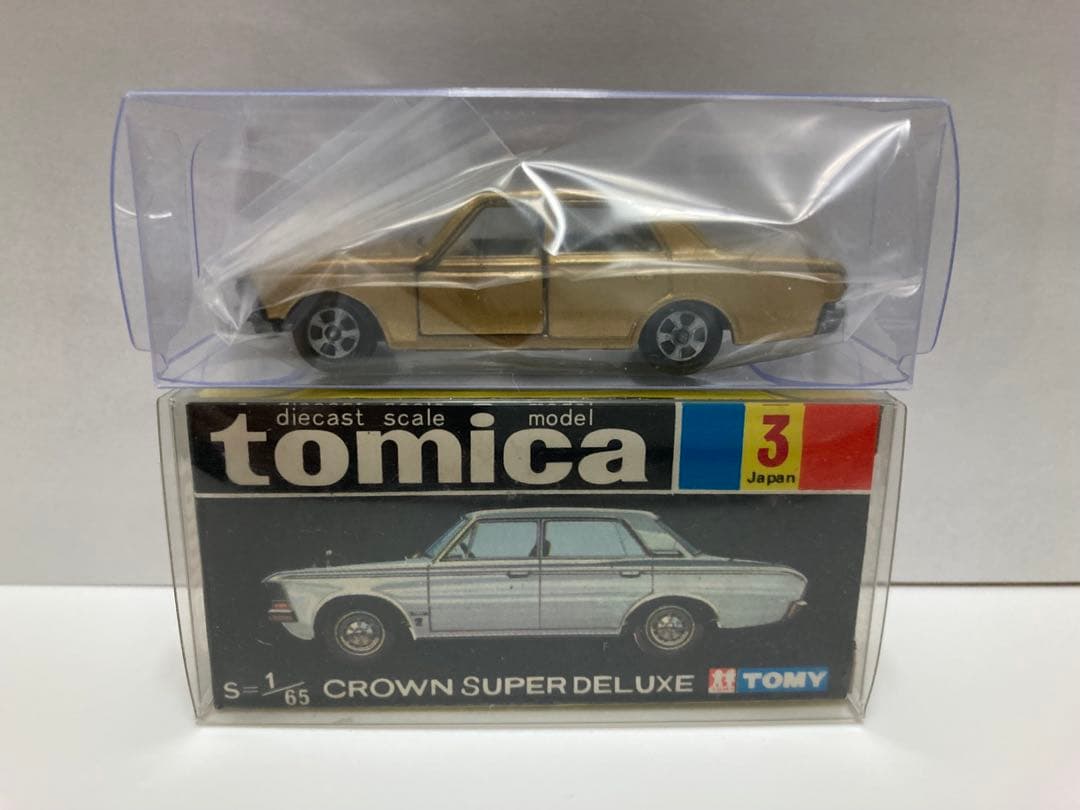 diecast scale model
tomica
3
Japan
S=1/65 CROWN SUPER DELUXE TOMY